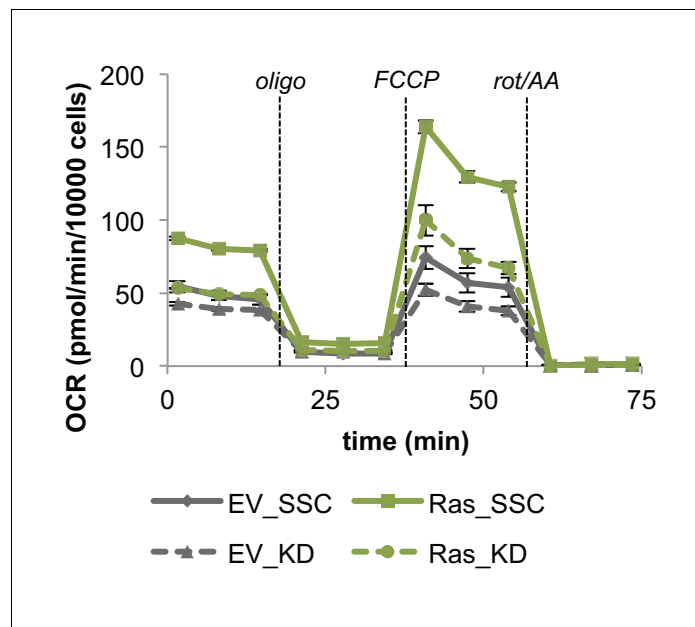 oligo FCCP rot/AA
200
150
100
50
0
OCR (pmol/min/10000 cells)
0 25 50 75
time (min)
EV_SSC Ras_SSC
EV_KD Ras_KD